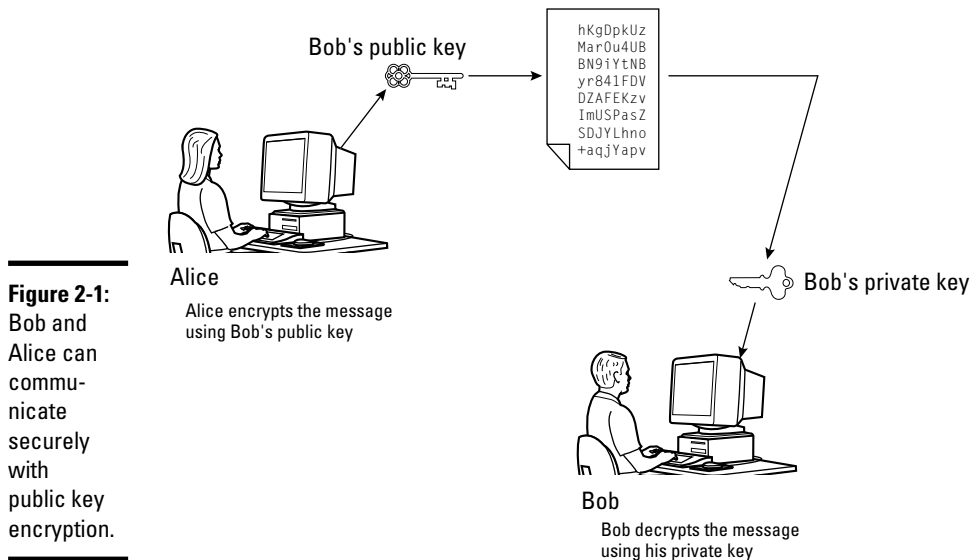 Bob's public key
hKgDpkUz
MarOu4UB
BN9iYtNB
yr841FDV
DZAFEKzv
ImUSPasZ
SDJYLhno
+aqjYapv
Alice
Alice encrypts the message
using Bob's public key
Bob's private key
Bob
Bob decrypts the message
using his private key
Figure 2-1:
Bob and
Alice can
commu-
nicate
securely
with
public key
encryption.